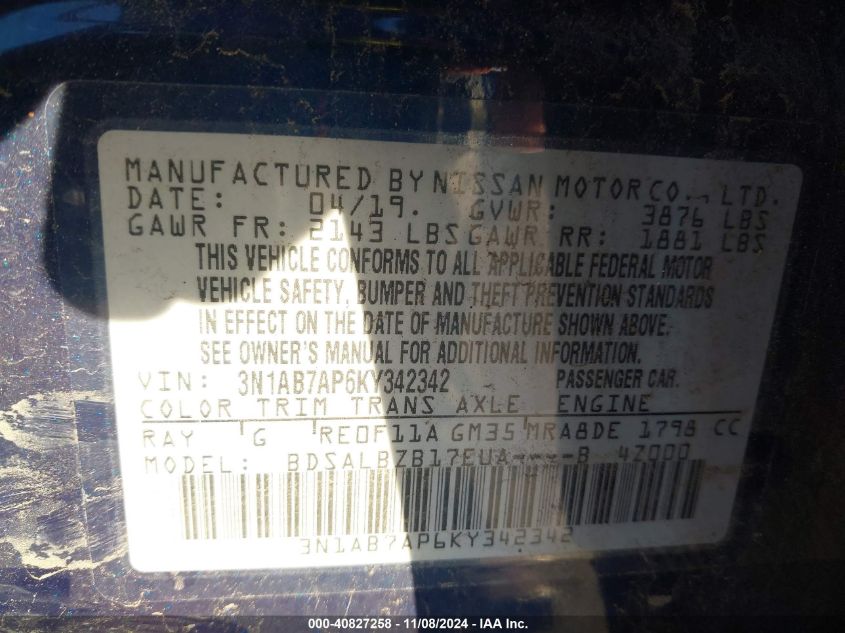 MANUFACTURED BY NISSAN MOTOR CO., LTD.
DATE: 04/19. GVWR: 3876 LBS
GAWR FR: 2143 LBS GAWR RR: 1881 LBS
THIS VEHICLE CONFORMS TO ALL APPLICABLE FEDERAL MOTOR
VEHICLE SAFETY, BUMPER AND THEFT PREVENTION STANDARDS
IN EFFECT ON THE DATE OF MANUFACTURE SHOWN ABOVE.
SEE OWNER'S MANUAL FOR ADDITIONAL INFORMATION.
VIN: 3N1AB7AP6KY342342 PASSENGER CAR.
COLOR TRIM TRANS AXLE ENGINE
RAY G RE0F11A GM35 MRA8DE 1798 CC
MODEL: BDSALBZB17EUA----B 4Z000
3N1AB7AP6KY342342
000-40827258 - 11/08/2024 - IAA Inc.